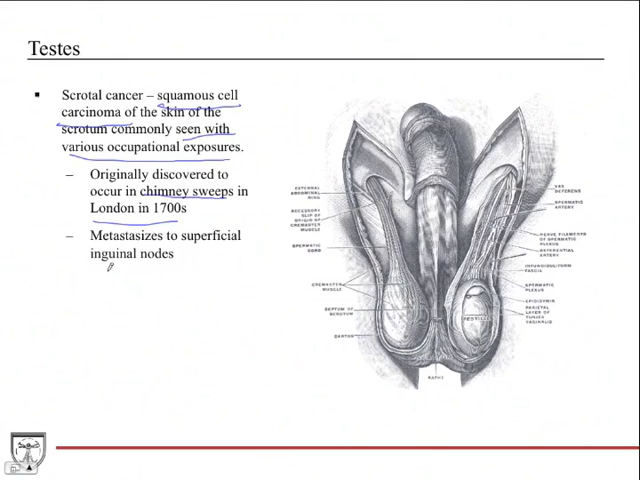 Testes
▪ Scrotal cancer – squamous cell
carcinoma of the skin of the
scrotum commonly seen with
various occupational exposures.
– Originally discovered to
occur in chimney sweeps in
London in 1700s
– Metastasizes to superficial
inguinal nodes
EXTERNAL
ABDOMINAL
RING
ACCESSORY
SLIP OF
ORIGIN OF
CREMASTER
MUSCLE
SPERMATIC
CORD
CREMASTER
MUSCLE
SEPTUM OF
SCROTUM
DARTOS
VAS
DEFERENS
SPERMATIC
ARTERY
NERVE FILAMENTS
OF SPERMATIC
PLEXUS
DEFERENTIAL
ARTERY
INFUNDIBULIFORM
FASCIA
SPERMATIC
PLEXUS
EPIDIDYMIS
PARIETAL
LAYER OF
TUNICA
VAGINALIS
TESTICLE
RAPHE